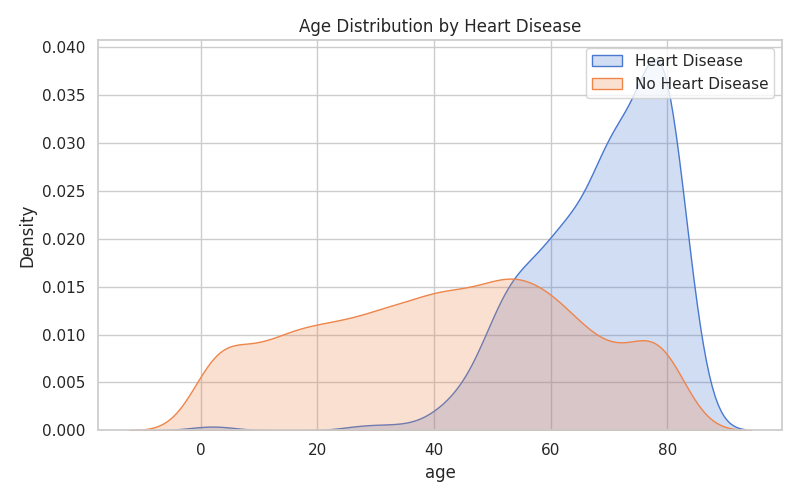 Age Distribution by Heart Disease
Heart Disease
No Heart Disease
0.040
0.035
0.030
0.025
0.020
0.015
0.010
0.005
0.000
Density
0 20 40 60 80
age